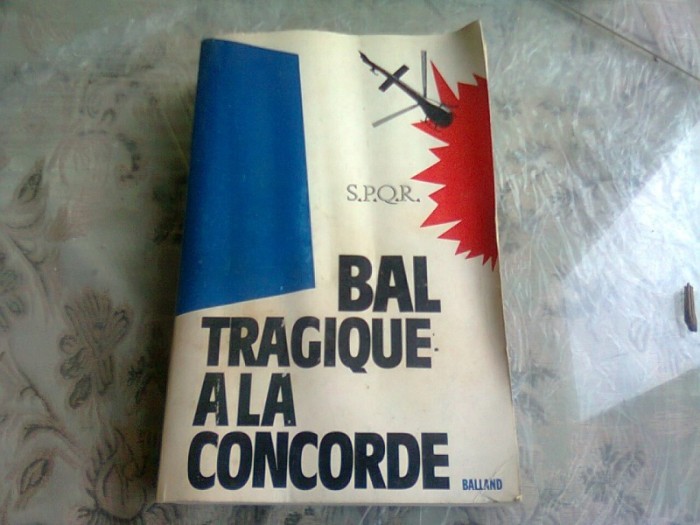 S.P.Q.R.
BAL
TRAGIQUE
A LA
CONCORDE
BALLAND